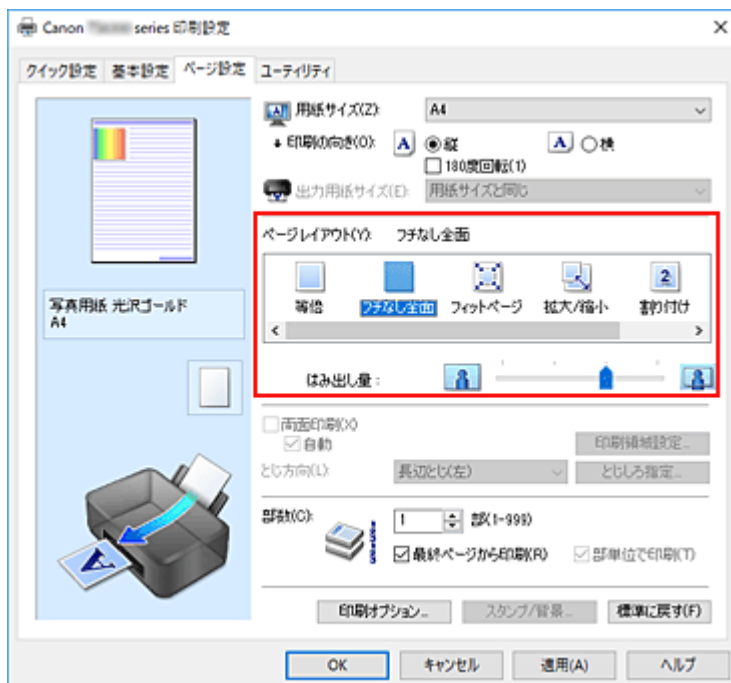 Canon series 印刷設定
クイック設定 基本設定 ページ設定 ユーティリティ
用紙サイズ(Z): A4
印刷の向き(O): A 縦 A 横
180度回転(1)
出力用紙サイズ(E): 用紙サイズと同じ
ページレイアウト(Y): フチなし全面
等倍 フチなし全面 フィットページ 拡大/縮小 割り付け
2
写真用紙 光沢ゴールド
A4
はみ出し量:
両面印刷(X)
自動 印刷領域設定...
とじ方向(L): 長辺とじ(左) とじしろ指定...
部数(C): 1 部(1-999)
最終ページから印刷(R) 部単位で印刷(T)
A
印刷オプション... スタンプ/背景... 標準に戻す(F)
OK キャンセル 適用(A) ヘルプ